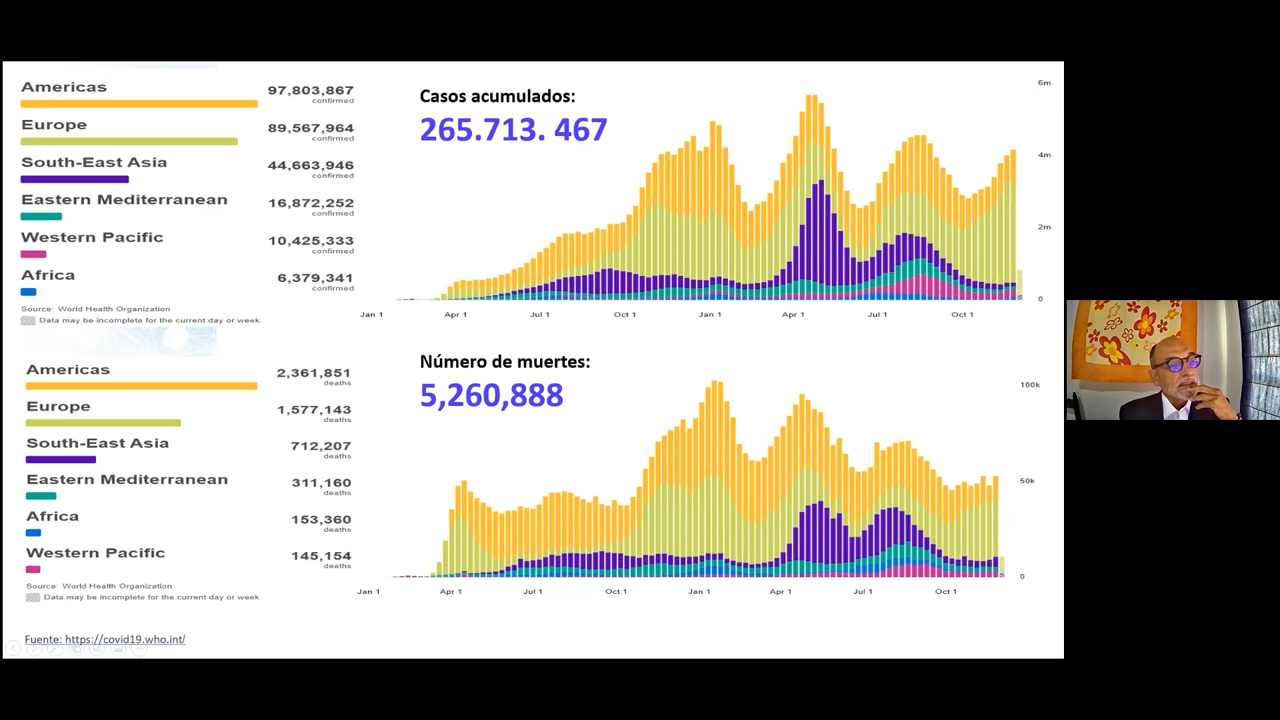 Americas
97,803,867
confirmed
Europe
89,567,964
confirmed
South-East Asia
44,663,946
confirmed
Eastern Mediterranean
16,872,252
confirmed
Western Pacific
10,425,333
confirmed
Africa
6,379,341
confirmed
Source: World Health Organization
Data may be incomplete for the current day or week.
Casos acumulados:
265.713. 467
6m
4m
2m
0
Jan 1 Apr 1 Jul 1 Oct 1 Jan 1 Apr 1 Jul 1 Oct 1
Americas
2,361,851
deaths
Europe
1,577,143
deaths
South-East Asia
712,207
deaths
Eastern Mediterranean
311,160
deaths
Africa
153,360
deaths
Western Pacific
145,154
deaths
Source: World Health Organization
Data may be incomplete for the current day or week
Número de muertes:
5,260,888
100k
50k
0
Jan 1 Apr 1 Jul 1 Oct 1 Jan 1 Apr 1 Jul 1 Oct 1
Fuente: https://covid19.who.int/